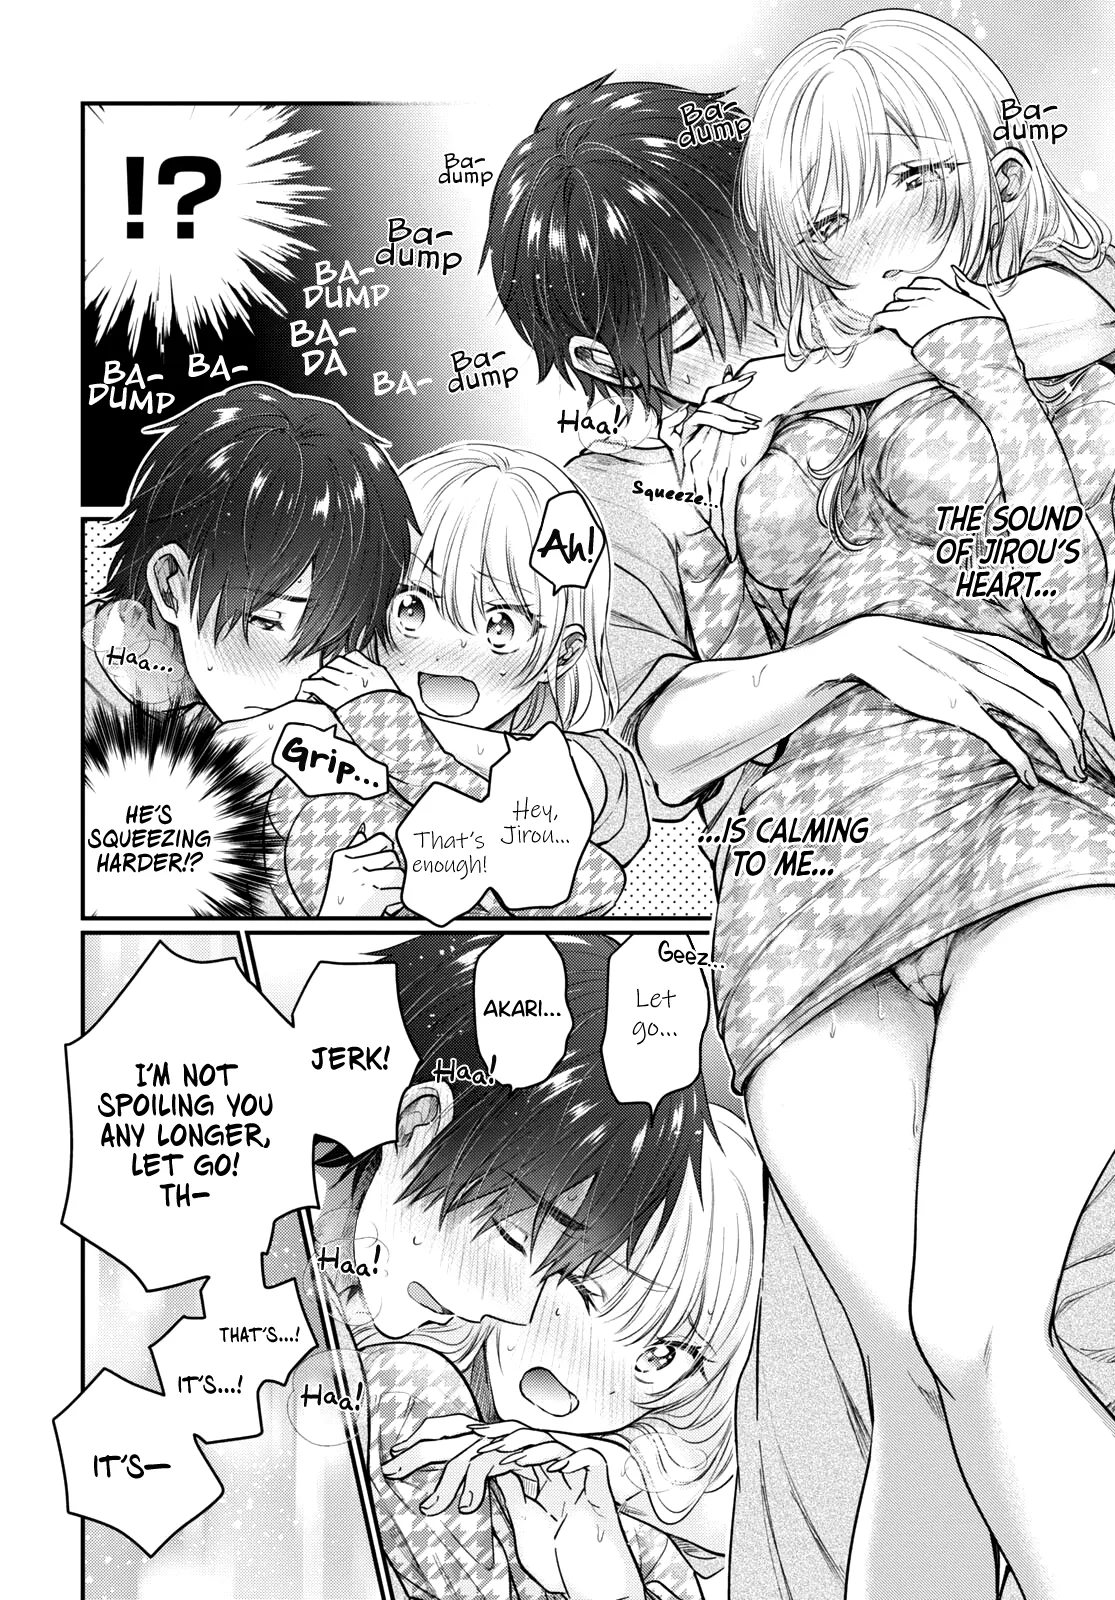 Ba-
dump
Ba-
dump
THE SOUND
OF JIROU'S
HEART...
Haa!
Squeeze...
...IS CALMING
TO ME...
Ba-
dump
Ba-
dump
Ba-
dump
BA-
DUMP
BA-
DA
BA-
BA-
BA-
DUMP
!?
Ah!
Hey,
Jirou...
That's
enough!
Grip...
Haa...
HE'S
SQUEEZING
HARDER!?
Geez...
Let
go...
AKARI...
Haa!
JERK!
I'M NOT
SPOILING YOU
ANY LONGER,
LET GO!
TH-
Haa!
THAT'S...!
IT'S...!
Haa!
IT'S—